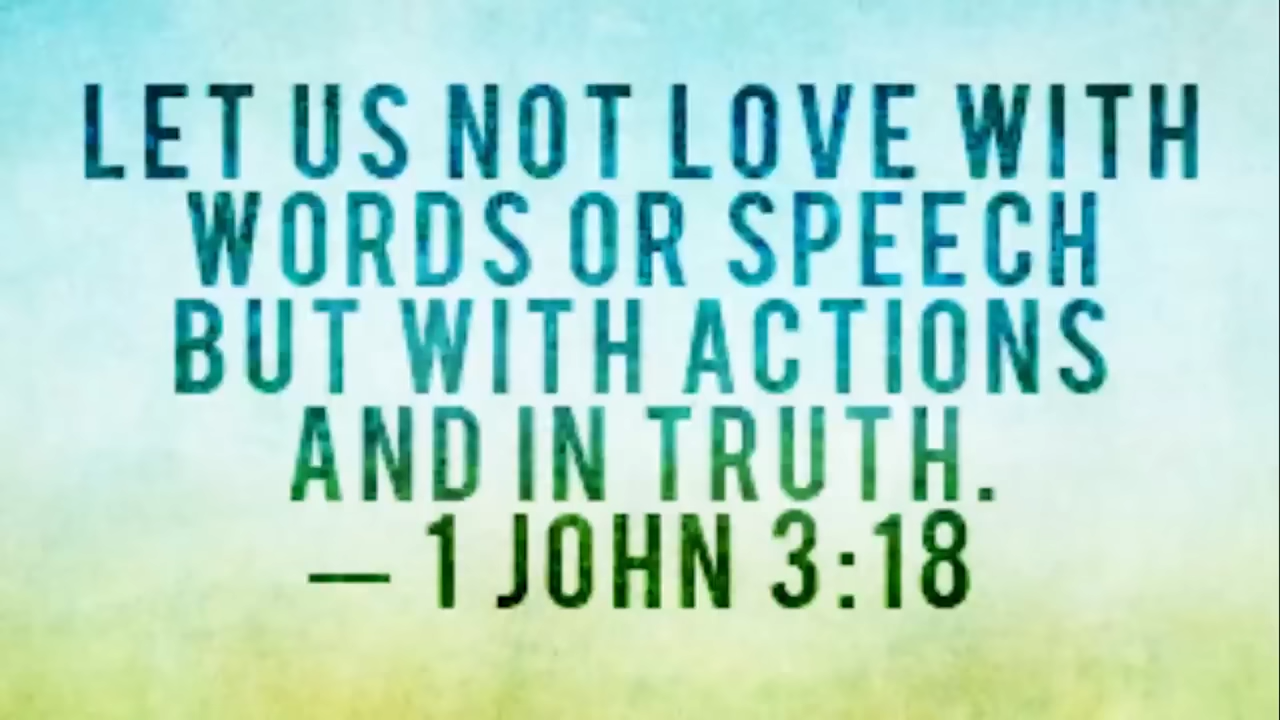 LET US NOT LOVE WITH
WORDS OR SPEECH
BUT WITH ACTIONS
AND IN TRUTH.
— 1 JOHN 3:18